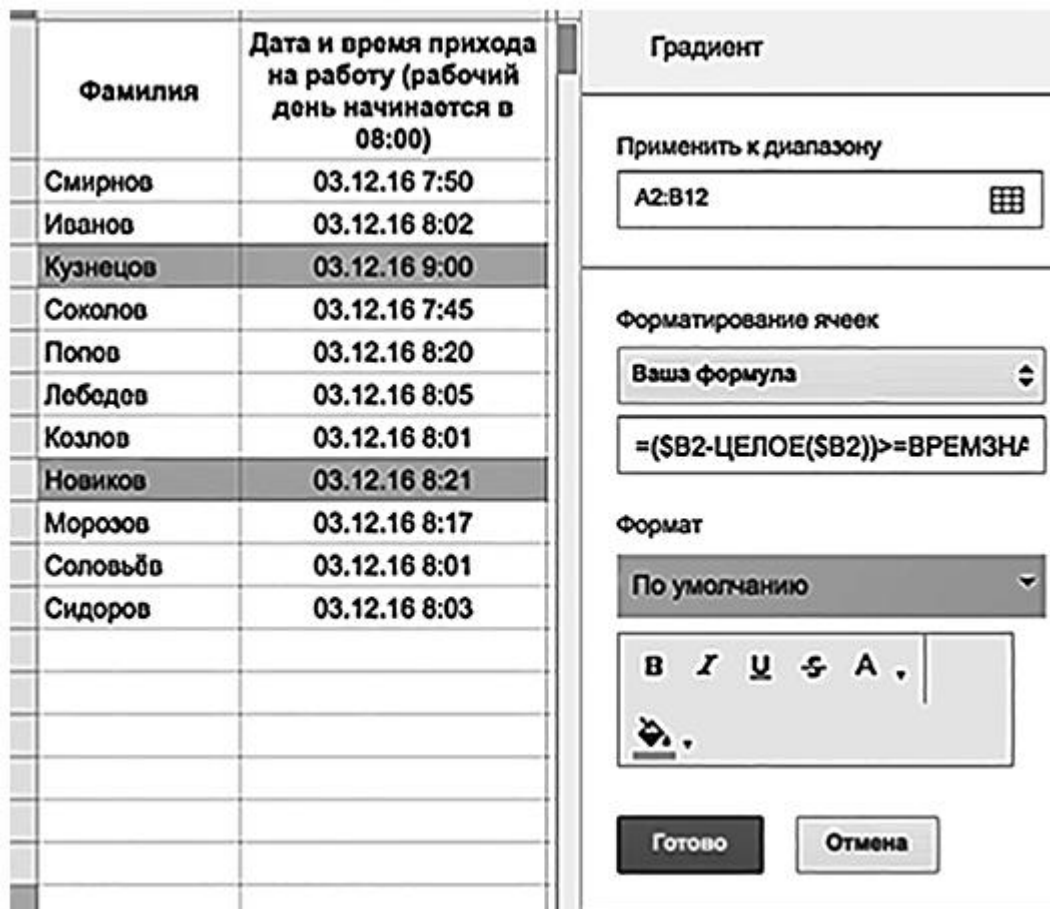 Фамилия
Дата и время прихода
на работу (рабочий
день начинается в
08:00)
Смирнов 03.12.16 7:50
Иванов 03.12.16 8:02
Кузнецов 03.12.16 9:00
Соколов 03.12.16 7:45
Попов 03.12.16 8:20
Лебедев 03.12.16 8:05
Козлов 03.12.16 8:01
Новиков 03.12.16 8:21
Морозов 03.12.16 8:17
Соловьёв 03.12.16 8:01
Сидоров 03.12.16 8:03
Градиент
Применить к диапазону
A2:B12
Форматирование ячеек
Ваша формула
=($B2-ЦЕЛОЕ($B2))>=ВРЕМЗНА
Формат
По умолчанию
B I U S A
Готово Отмена